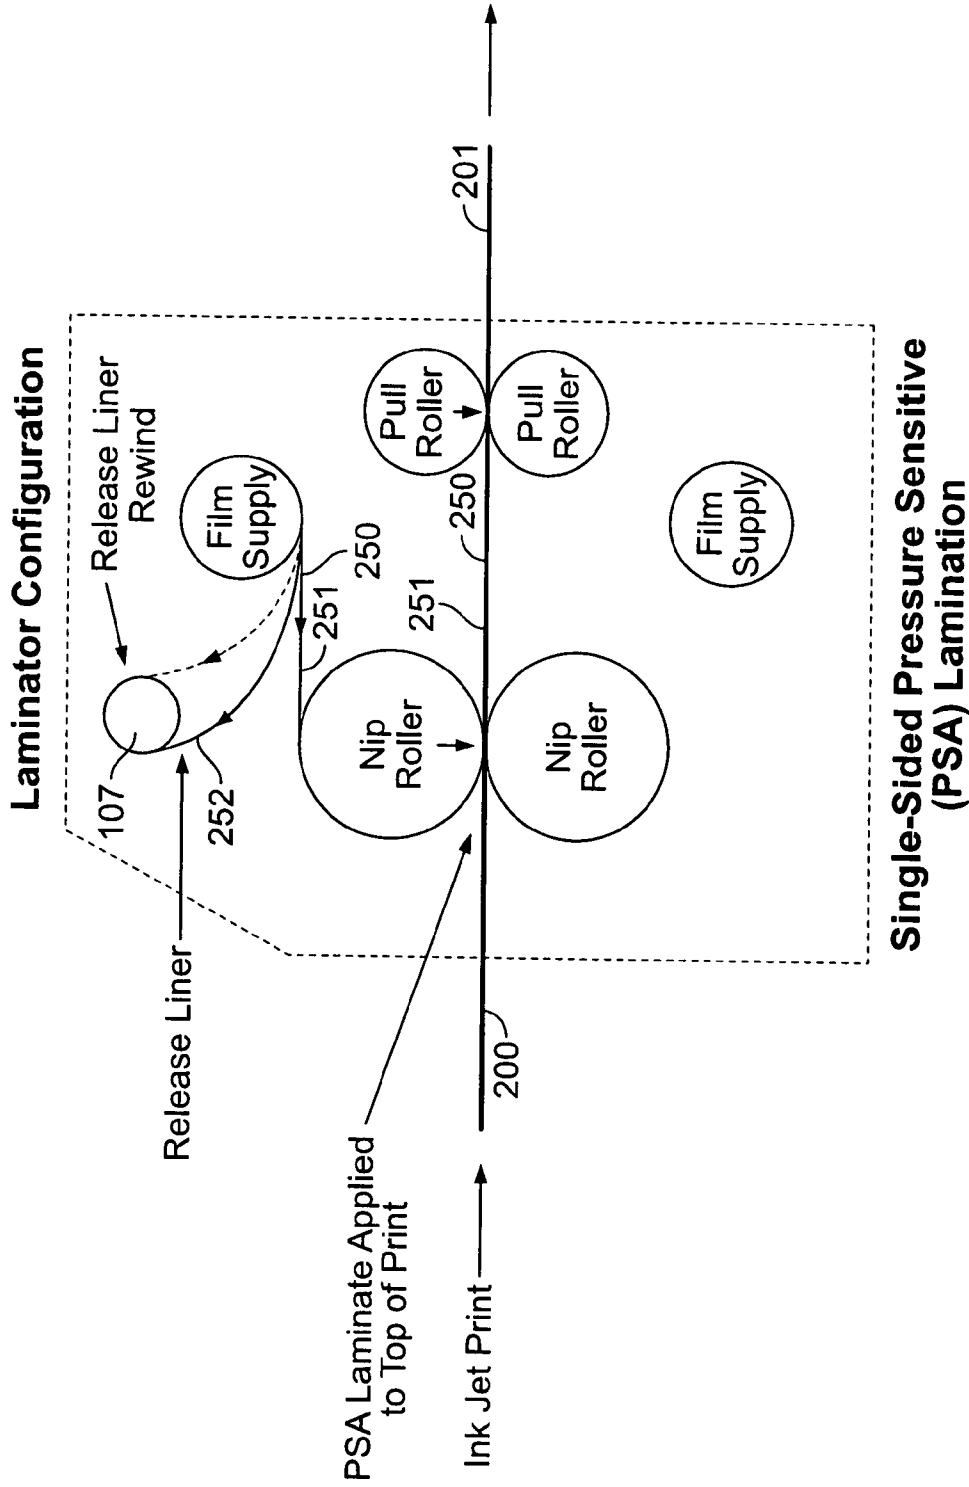 Laminator Configuration
Release Liner
Rewind
107
252
Release Liner
Film
Supply
250
251
Nip
Roller
Pull
Roller
PSA Laminate Applied
to Top of Print
251
250
201
Ink Jet Print
200
Nip
Roller
Pull
Roller
Film
Supply
Single-Sided Pressure Sensitive
(PSA) Lamination